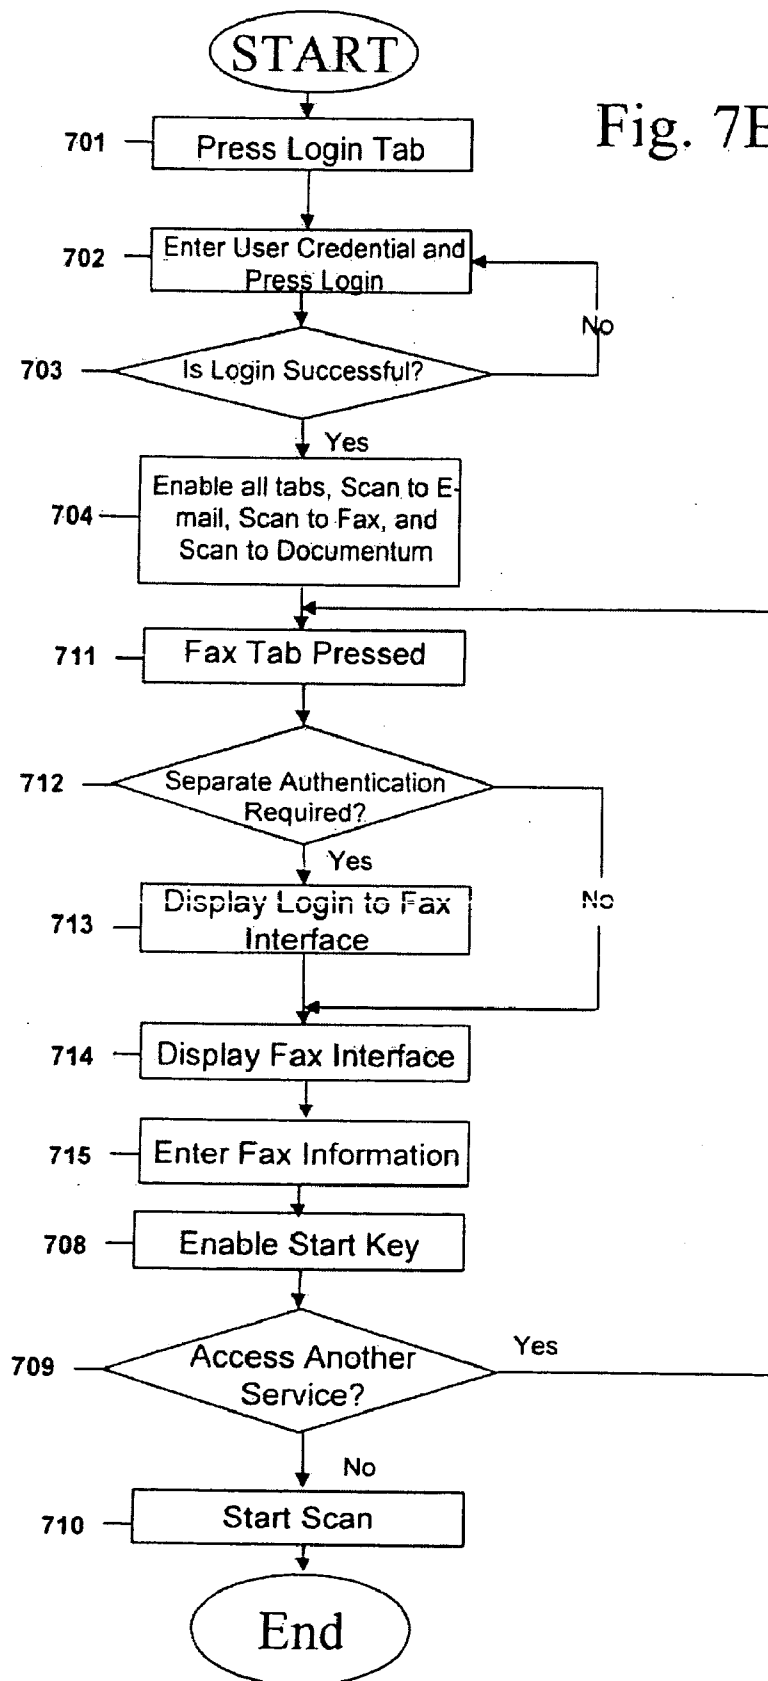 START
Fig. 7B
701
Press Login Tab
702
Enter User Credential and
Press Login
No
703
Is Login Successful?
Yes
704
Enable all tabs, Scan to E-
mail, Scan to Fax, and
Scan to Documentum
711
Fax Tab Pressed
712
Separate Authentication
Required?
Yes
No
713
Display Login to Fax
Interface
714
Display Fax Interface
715
Enter Fax Information
708
Enable Start Key
709
Access Another
Service?
Yes
No
710
Start Scan
End